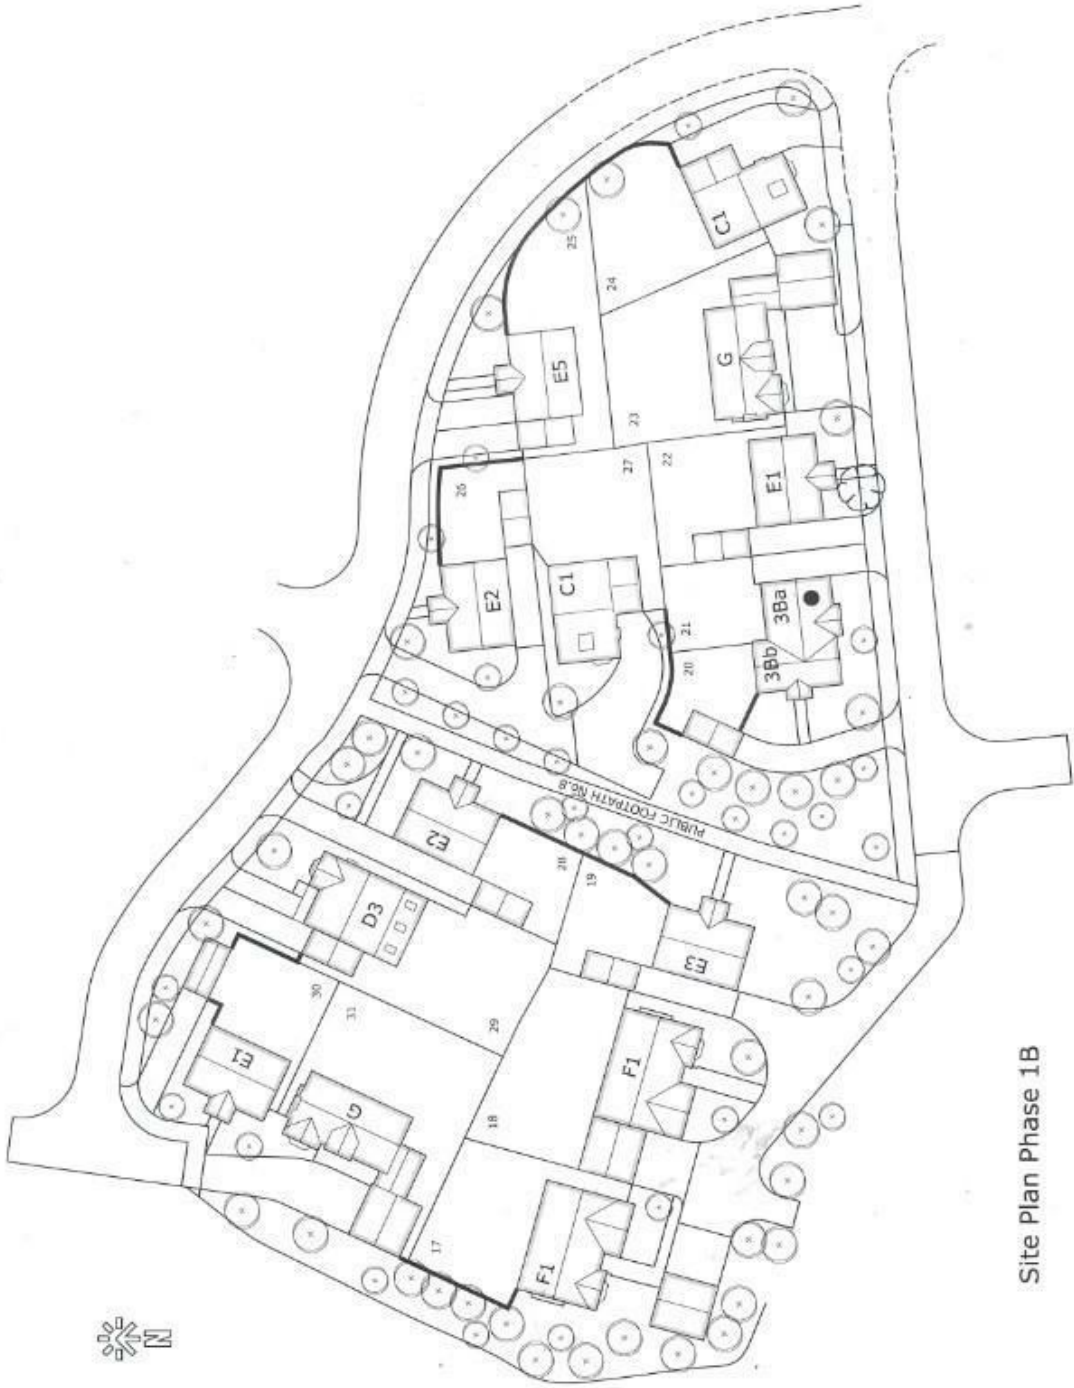 C1
25
24
E5
G
23
27
22
26
E1
E2
C1
3Ba
21
3Bb
20
PUBLIC FOOTPATH No.8
E2
28
19
D3
E3
30
31
29
E1
F1
G
18
17
F1
Site Plan Phase 1B
N